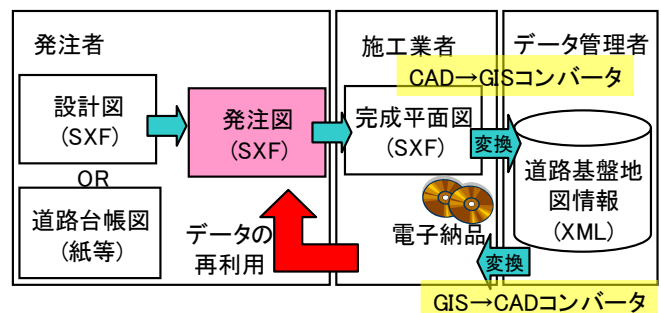 発注者
設計図
(SXF)
OR
道路台帳図
(紙等)
発注図
(SXF)
データの
再利用
施工業者
CAD→GISコンバータ
完成平面図
(SXF)
電子納品
変換
データ管理者
道路基盤地
図情報
(XML)
変換
GIS→CADコンバータ